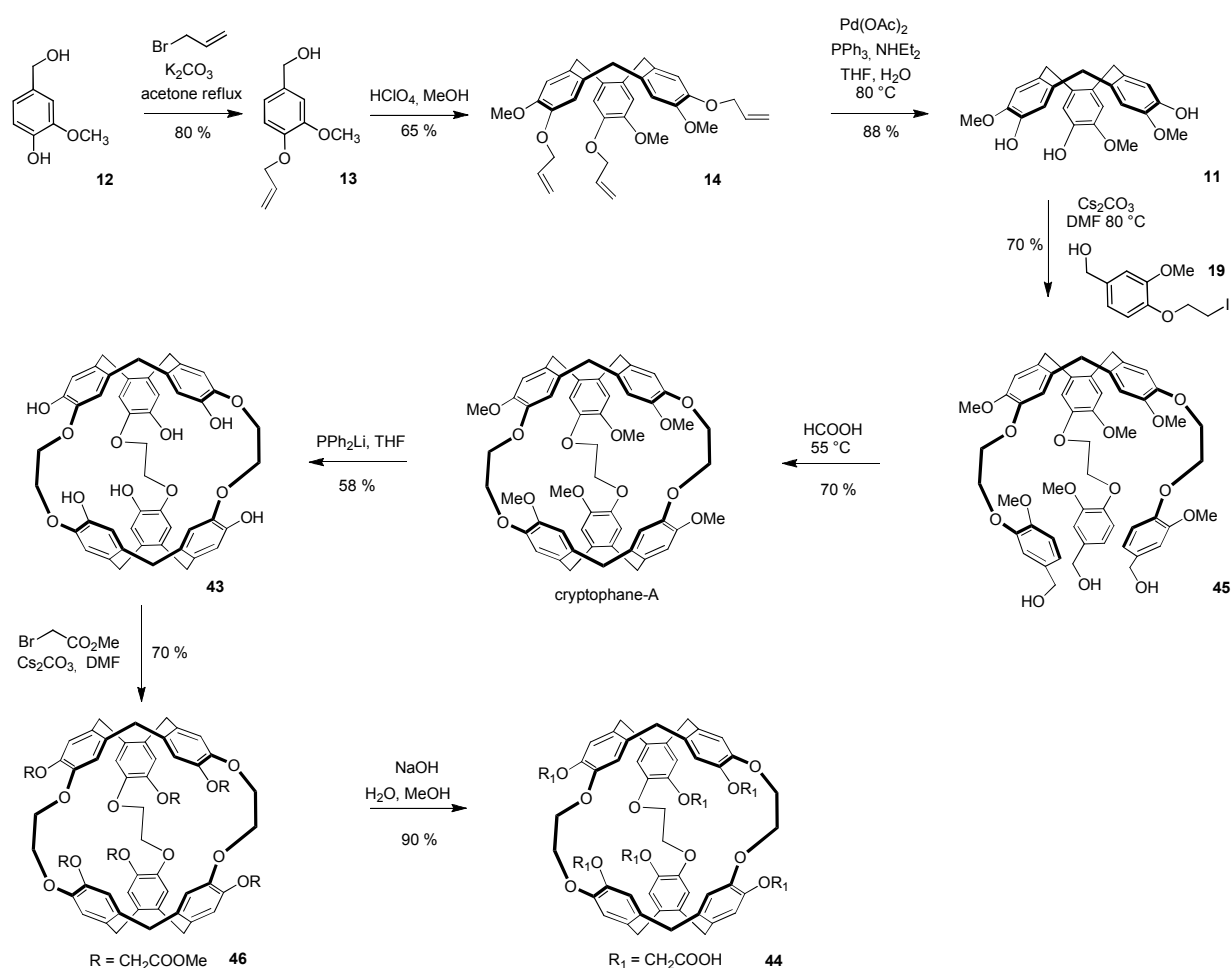 OH
OCH3
OH
12
Br
K2CO3
acetone reflux
80 %
OH
OCH3
O
13
HClO4, MeOH
65 %
MeO
O
O
OMe
OMe
O
14
Pd(OAc)2
PPh3, NHEt2
THF, H2O
80 °C
88 %
MeO
HO
HO
OMe
OMe
OH
11
Cs2CO3
DMF 80 °C
70 %
HO
19
OMe
O
I
HO
O
OH
OH
O
O
O
HO
HO
O
O
O
OH
43
PPh2Li, THF
58 %
MeO
O
OMe
OMe
O
O
O
MeO
MeO
O
O
O
OMe
cryptophane-A
HCOOH
55 °C
70 %
MeO
O
OMe
OMe
O
O
MeO
MeO
O
O
O
OMe
HO
OH
OH
45
Br
CO2Me
Cs2CO3, DMF
70 %
RO
O
OR
OR
O
O
RO
RO
O
O
O
OR
R = CH2COOMe
46
NaOH
H2O, MeOH
90 %
R1O
O
OR1
OR1
O
O
R1O
R1O
O
O
O
OR1
R1 = CH2COOH
44